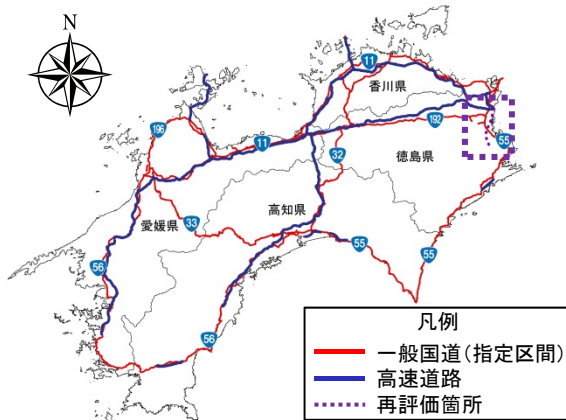 N
11
香川県
196
11
192
32
徳島県
55
高知県
愛媛県
33
56
55
55
56
凡例
一般国道(指定区間)
高速道路
再評価箇所